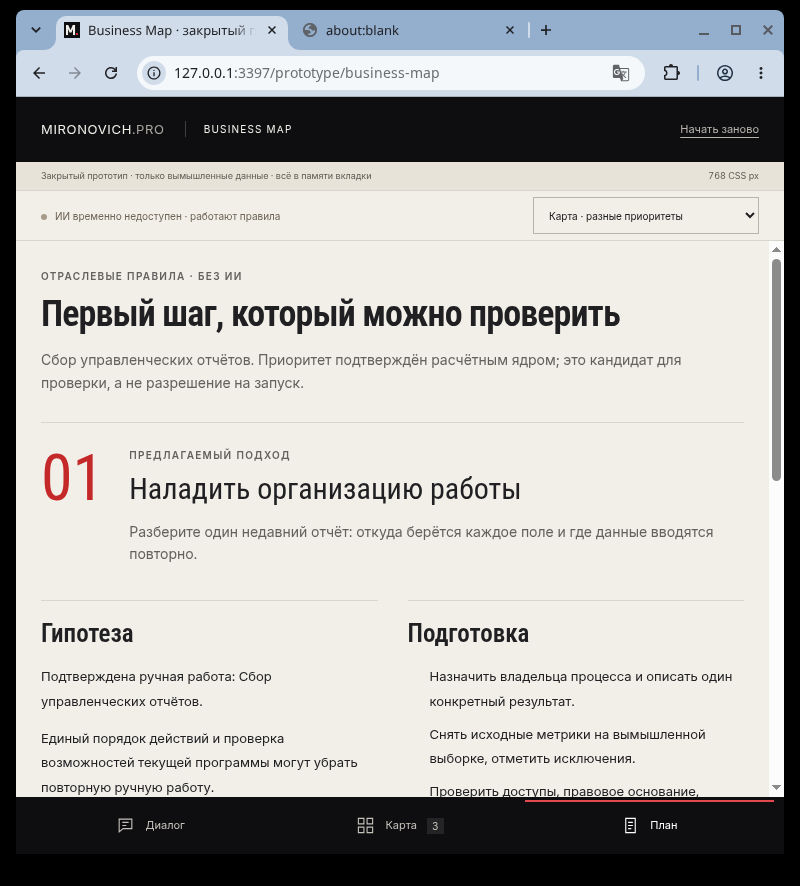 Business Map · закрытый
about:blank
127.0.0.1:3397/prototype/business-map
MIRONOVICH.PRO
BUSINESS MAP
Начать заново
Закрытый прототип · только вымышленные данные · всё в памяти вкладки
768 CSS px
ИИ временно недоступен · работают правила
Карта · разные приоритеты
ОТРАСЛЕВЫЕ ПРАВИЛА · БЕЗ ИИ
Первый шаг, который можно проверить
Сбор управленческих отчётов. Приоритет подтверждён расчётным ядром; это кандидат для
проверки, а не разрешение на запуск.
01
ПРЕДЛАГАЕМЫЙ ПОДХОД
Наладить организацию работы
Разберите один недавний отчёт: откуда берётся каждое поле и где данные вводятся
повторно.
Гипотеза
Подтверждена ручная работа: Сбор
управленческих отчётов.
Единый порядок действий и проверка
возможностей текущей программы могут убрать
повторную ручную работу.
Подготовка
Назначить владельца процесса и описать один
конкретный результат.
Снять исходные метрики на вымышленной
выборке, отметить исключения.
Проверить доступы, правовое основание,
Диалог
Карта 3
План